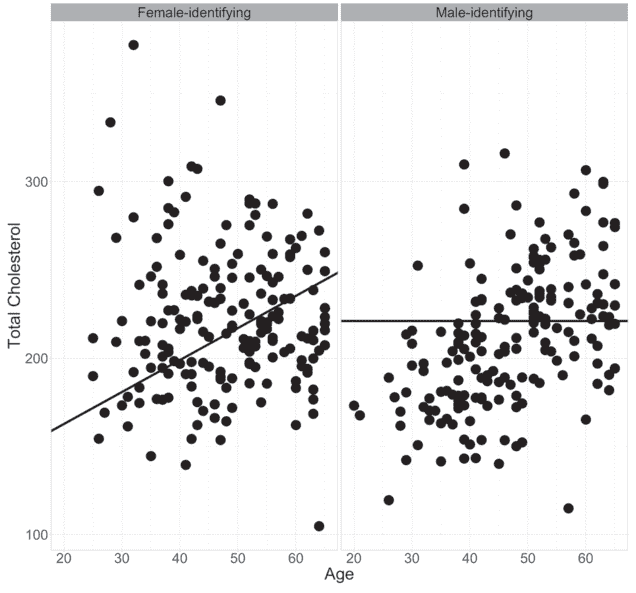 Female-identifying
Male-identifying
Total Cholesterol
300
200
100
20 30 40 50 60
20 30 40 50 60
Age